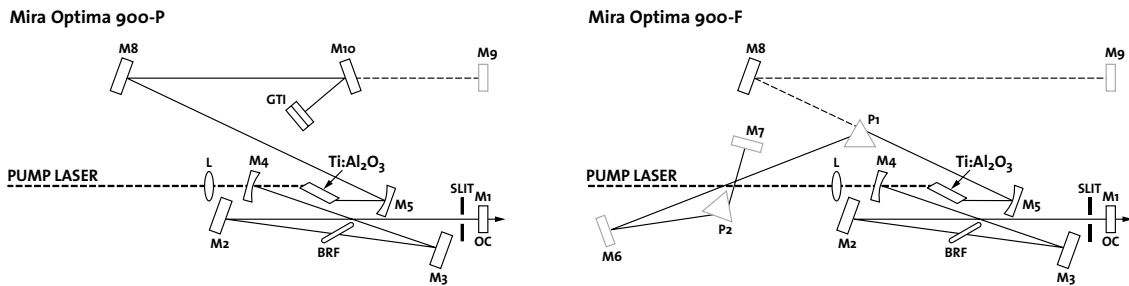 Mira Optima 900-P
M8
M10
M9
GTI
Ti:Al₂O₃
M4
L
PUMP LASER
M5
SLIT
M1
M2
BRF
M3
OC
Mira Optima 900-F
M8
M9
P1
M7
Ti:Al₂O₃
M4
L
PUMP LASER
M5
SLIT
M1
P2
M6
M2
BRF
M3
OC